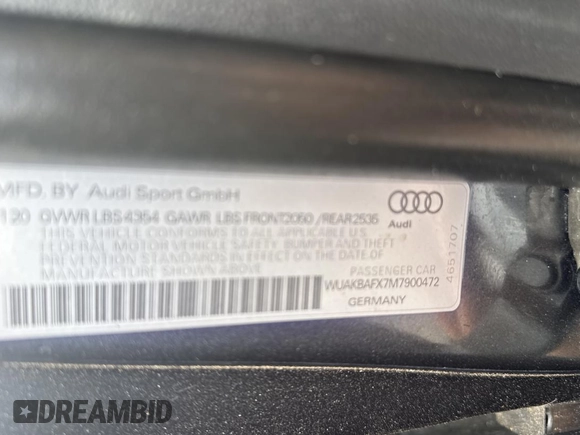 MFD. BY Audi Sport GmbH
120 GVWR LBS 4354 GAWR LBS FRONT2050 /REAR2535
THIS VEHICLE CONFORMS TO ALL APPLICABLE
FEDERAL MOTOR VEHICLE SAFETY BUMPER AND THEFT
PREVENTION STANDARDS IN EFFECT ON THE DATE OF
MANUFACTURE SHOWN ABOVE.
Audi
PASSENGER CAR
WUAKBAFX7M7900472
GERMANY
4651707
DREAMBID